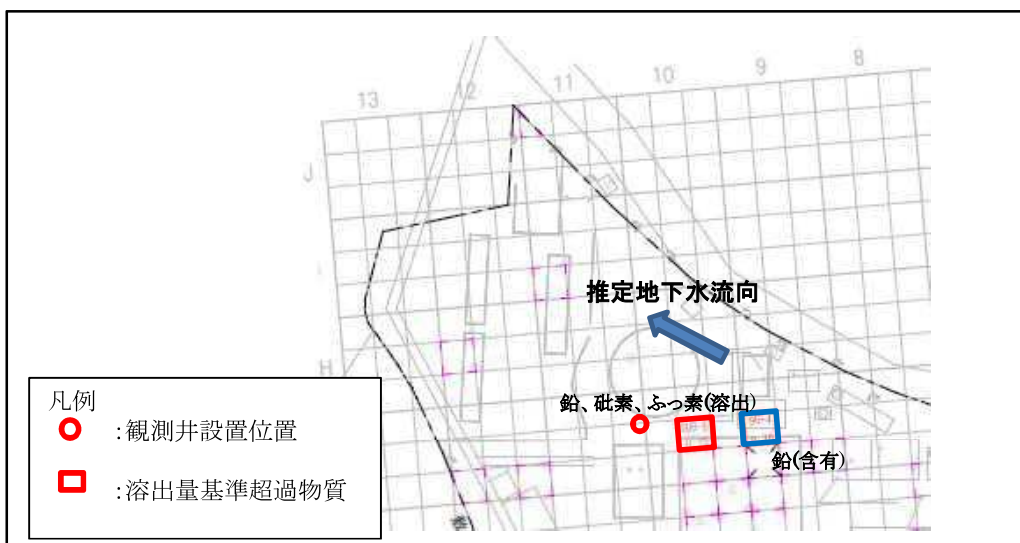 13
12
11
10
9
8
J
H
推定地下水流向
鉛、砒素、ふっ素(溶出)
鉛(含有)
凡例
:観測井設置位置
:溶出量基準超過物質